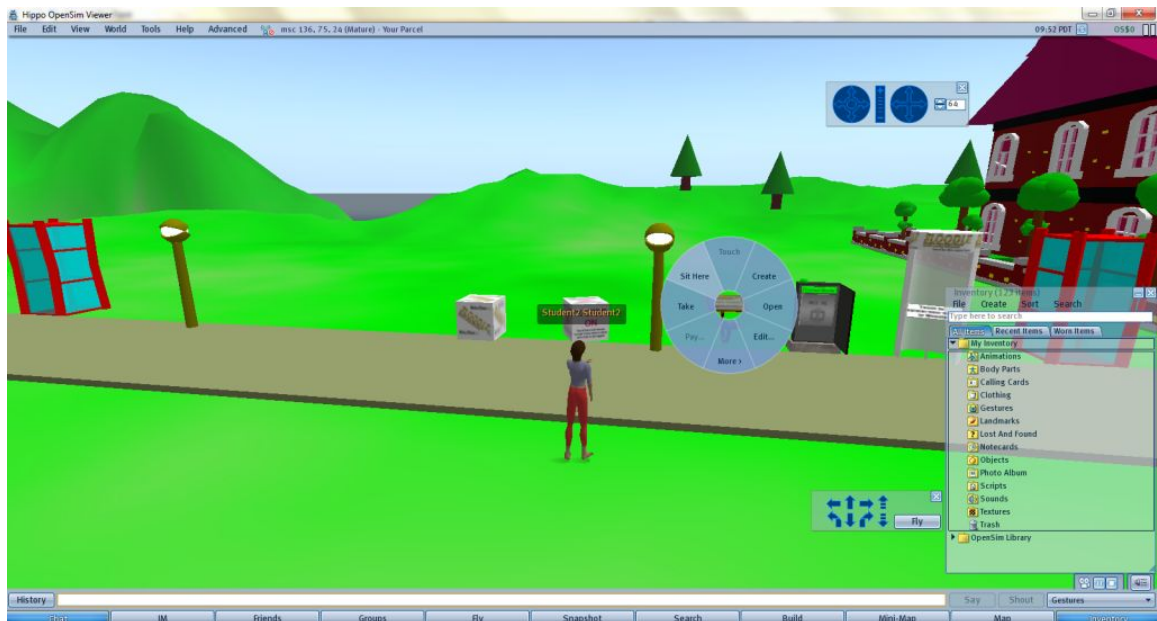 Hippo OpenSim Viewer
File Edit View World Tools Help Advanced msc 136, 75, 24 (Mature) - Your Parcel 09:52 PDT OS$0
64
Touch
Sit Here Create
Take Open
Pay... Edit...
More >
Student2 Student2
ON
Inventory (123 items)
File Create Sort Search
Type here to search
All Items Recent Items Worn Items
My Inventory
Animations
Body Parts
Calling Cards
Clothing
Gestures
Landmarks
Lost And Found
Notecards
Objects
Photo Album
Scripts
Sounds
Textures
Trash
OpenSim Library
Fly
History Say Shout Gestures
Chat IM Friends Groups Fly Snapshot Search Build Mini-Map Map Inventory